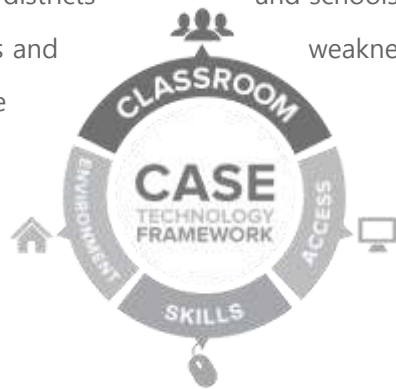 districts and schools
s and weakne
e
CLASSROOM
ENVIRONMENT
CASE
TECHNOLOGY
FRAMEWORK
ACCESS
SKILLS